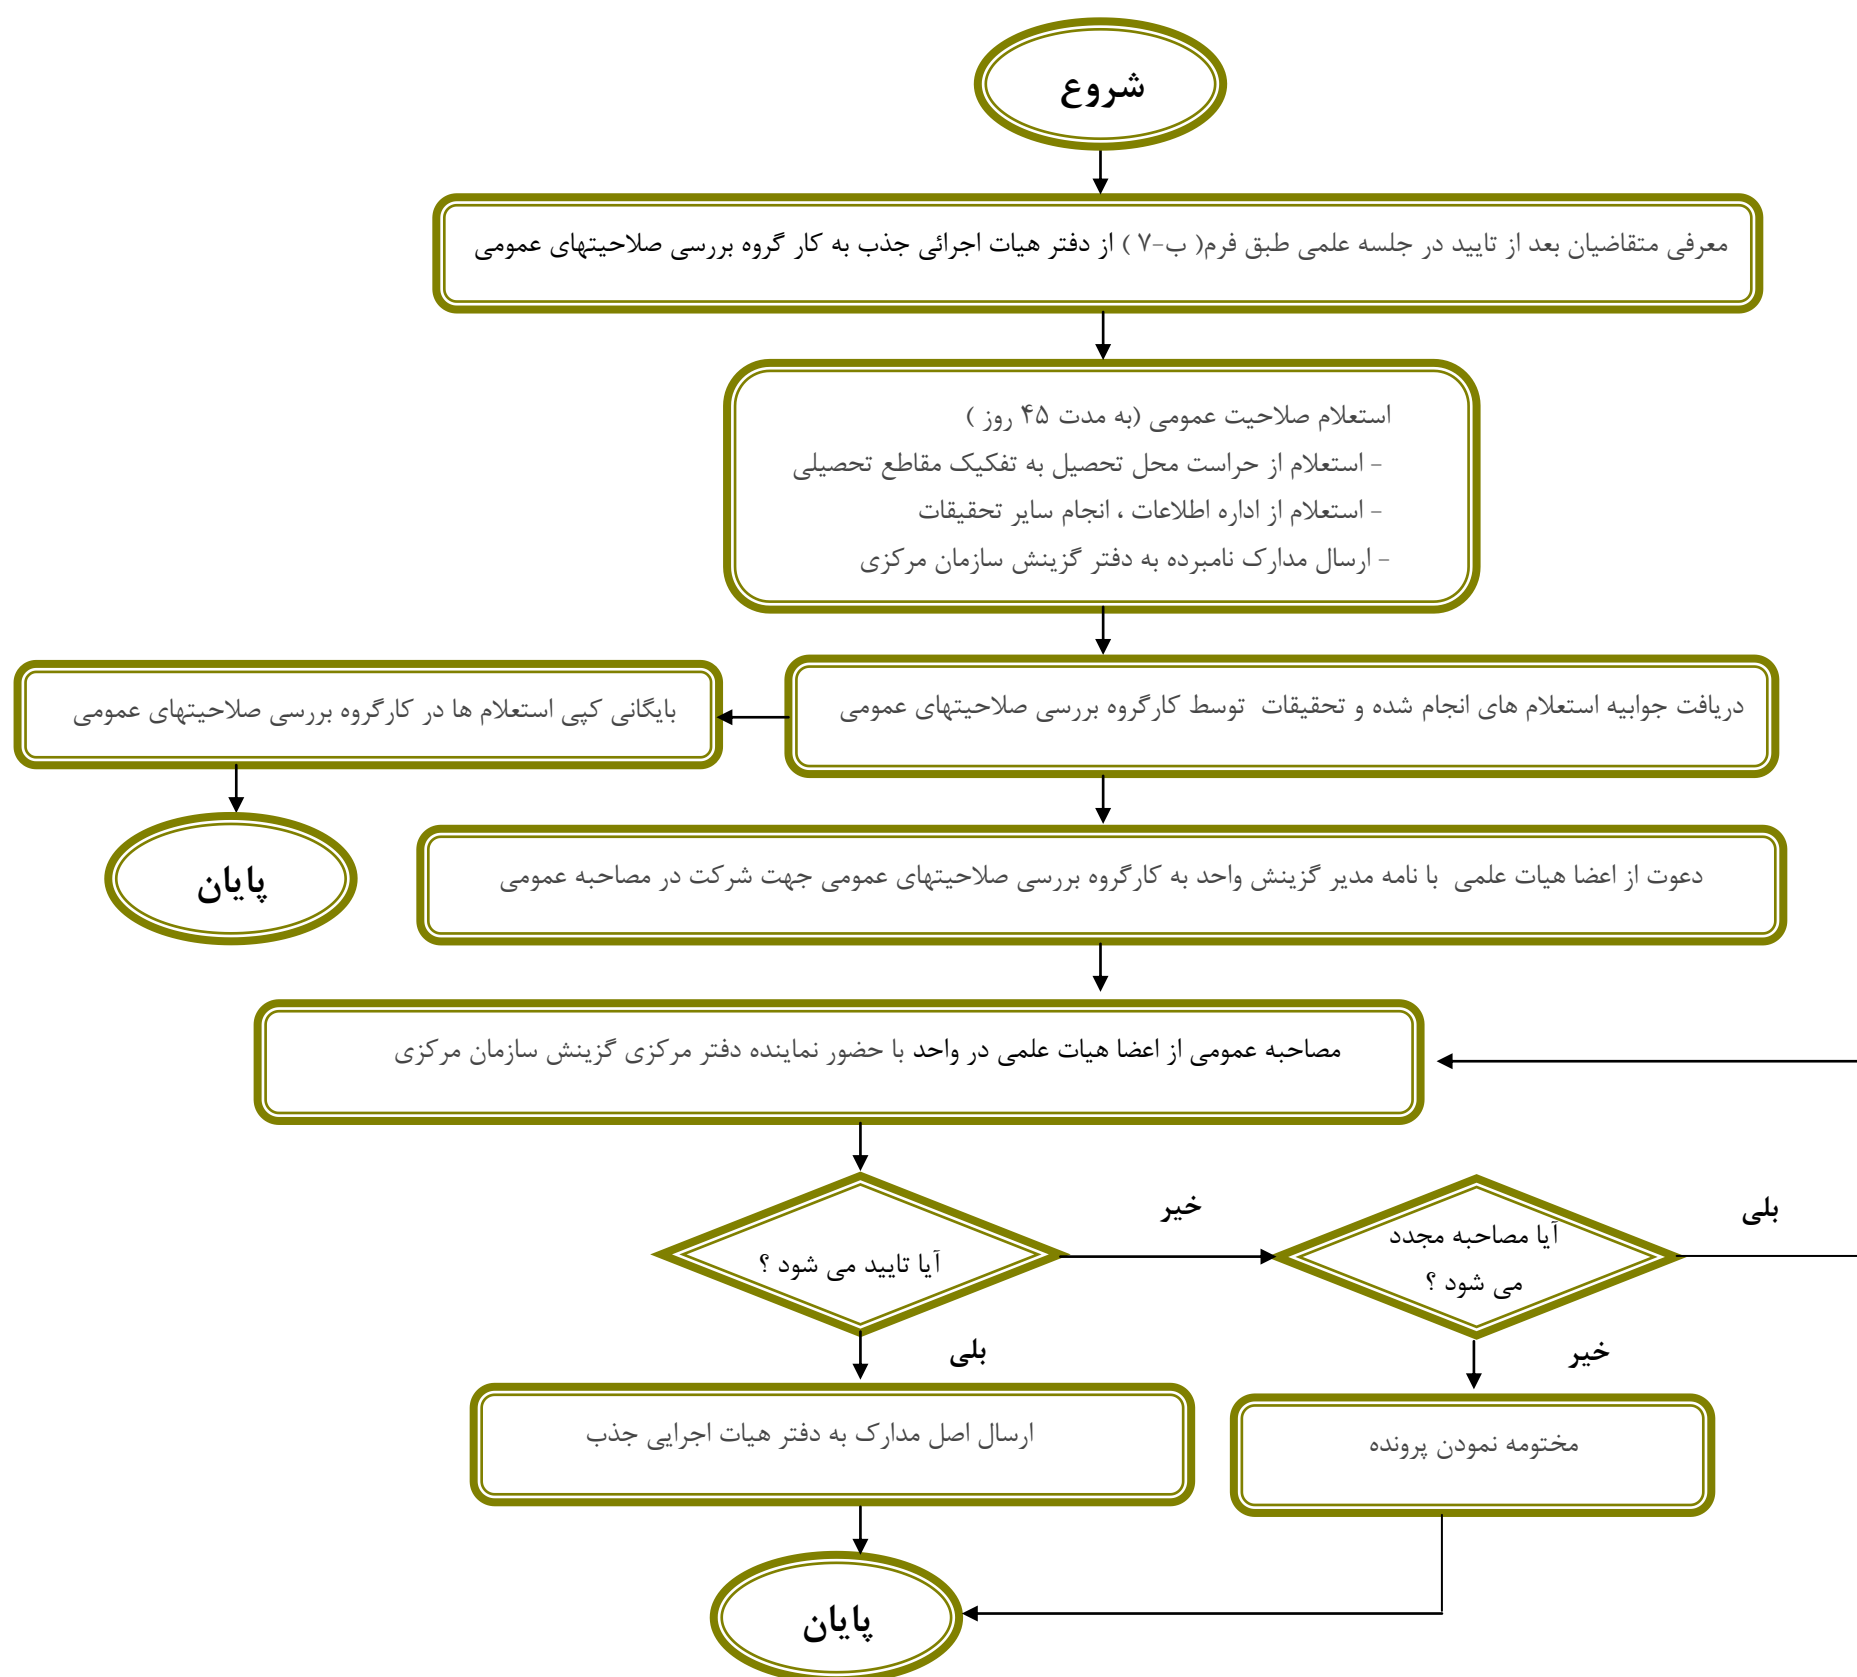 شروع
معرفی متقاضیان بعد از تایید در جلسه علمی طبق فرم( ب-۷ ) از دفتر هیات اجرائی جذب به کار گروه بررسی صلاحیتهای عمومی
استعلام صلاحیت عمومی (به مدت ۴۵ روز )
- استعلام از حراست محل تحصیل به تفکیک مقاطع تحصیلی
- استعلام از اداره اطلاعات ، انجام سایر تحقیقات
- ارسال مدارک نامبرده به دفتر گزینش سازمان مرکزی
دریافت جوابیه استعلام های انجام شده و تحقیقات توسط کارگروه بررسی صلاحیتهای عمومی
بایگانی کپی استعلام ها در کارگروه بررسی صلاحیتهای عمومی
پایان
دعوت از اعضا هیات علمی با نامه مدیر گزینش واحد به کارگروه بررسی صلاحیتهای عمومی جهت شرکت در مصاحبه عمومی
مصاحبه عمومی از اعضا هیات علمی در واحد با حضور نماینده دفتر مرکزی گزینش سازمان مرکزی
بلی
آیا مصاحبه مجدد
می شود ؟
خیر
آیا تایید می شود ؟
خیر
بلی
مختومه نمودن پرونده
ارسال اصل مدارک به دفتر هیات اجرایی جذب
پایان